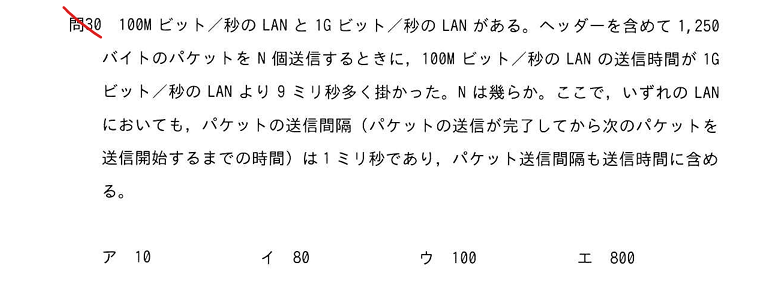 問30 100M ビット／秒の LAN と 1G ビット／秒の LAN がある。ヘッダーを含めて 1,250
バイトのパケットを N 個送信するときに，100M ビット／秒の LAN の送信時間が 1G
ビット／秒の LAN より 9 ミリ秒多く掛かった。N は幾らか。ここで，いずれの LAN
においても，パケットの送信間隔（パケットの送信が完了してから次のパケットを
送信開始するまでの時間）は 1 ミリ秒であり，パケット送信間隔も送信時間に含め
る。
ア 10 イ 80 ウ 100 エ 800